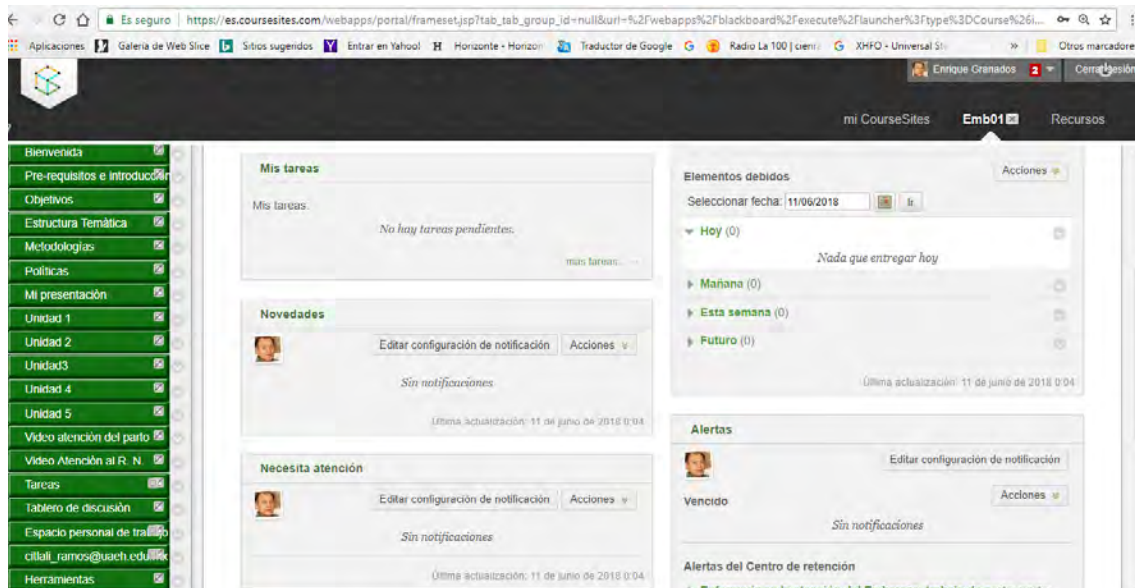 Es seguro | https://es.coursesites.com/webapps/portal/frameset.jsp?tab_tab_group_id=null&url=%2Fwebapps%2Fblackboard%2Fexecute%2Flauncher%3Ftype%3DCourse%26i...
Aplicaciones Galería de Web Slice Sitios sugeridos Entrar en Yahoo! Horizonte - Horizon Traductor de Google Radio La 100 | XHFO - Universal » Otros marcadores
Enrique Granados 2 Cerrar sesión
mi CourseSites Emb01 Recursos
Bienvenida
Pre-requisitos e
Objetivos
Estructura Temática
Metodologías
Políticas
Mi presentación
Unidad 1
Unidad 2
Unidad3
Unidad 4
Unidad 5
Video atención del parto
Video Atención al R. N.
Tareas
Tablero de discusión
Espacio personal de
Herramientas
Mis tareas
Mis tareas:
No hay tareas pendientes.
más tareas...
Novedades
Editar configuración de notificación Acciones
Sin notificaciones
Última actualización: 11 de junio de 2018 0:04
Necesita atención
Editar configuración de notificación Acciones
Sin notificaciones
Última actualización: 11 de junio de 2018 0:04
Elementos debidos
Acciones
Seleccionar fecha: 11/06/2018 Ir
Hoy (0)
Nada que entregar hoy
Mañana (0)
Esta semana (0)
Futuro (0)
Última actualización: 11 de junio de 2018 0:04
Alertas
Editar configuración de notificación
Vencido
Acciones
Sin notificaciones
Alertas del Centro de retención